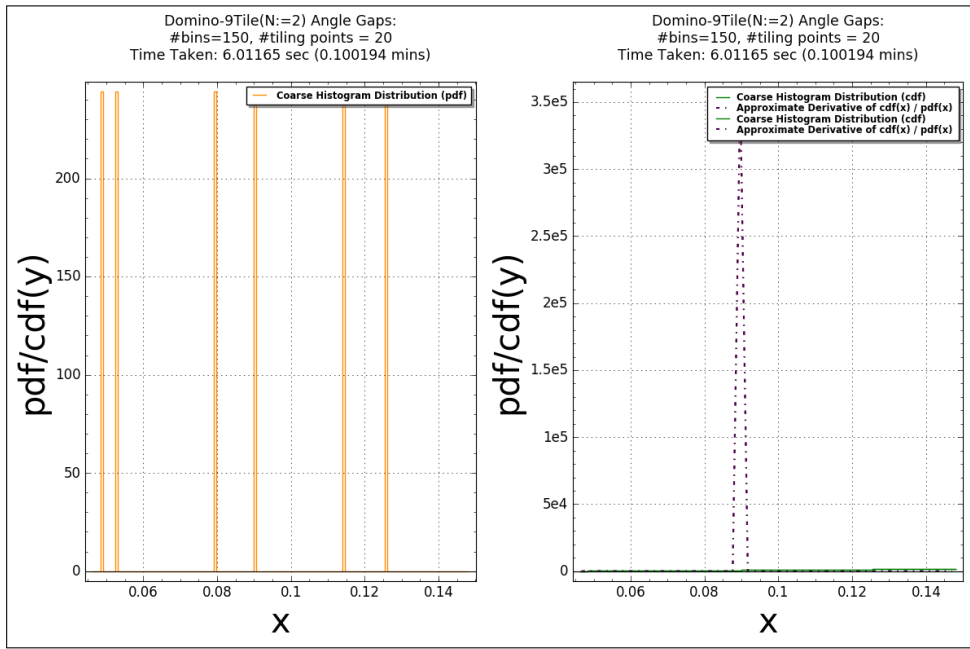 Domino-9Tile(N:=2) Angle Gaps:
#bins=150, #tiling points = 20
Time Taken: 6.01165 sec (0.100194 mins)
Coarse Histogram Distribution (pdf)
200
150
100
50
0
0.06 0.08 0.1 0.12 0.14
pdf/cdf(y)
x
Domino-9Tile(N:=2) Angle Gaps:
#bins=150, #tiling points = 20
Time Taken: 6.01165 sec (0.100194 mins)
Coarse Histogram Distribution (cdf)
Approximate Derivative of cdf(x) / pdf(x)
Coarse Histogram Distribution (cdf)
Approximate Derivative of cdf(x) / pdf(x)
3.5e5
3e5
2.5e5
2e5
1.5e5
1e5
5e4
0
0.06 0.08 0.1 0.12 0.14
pdf/cdf(y)
x